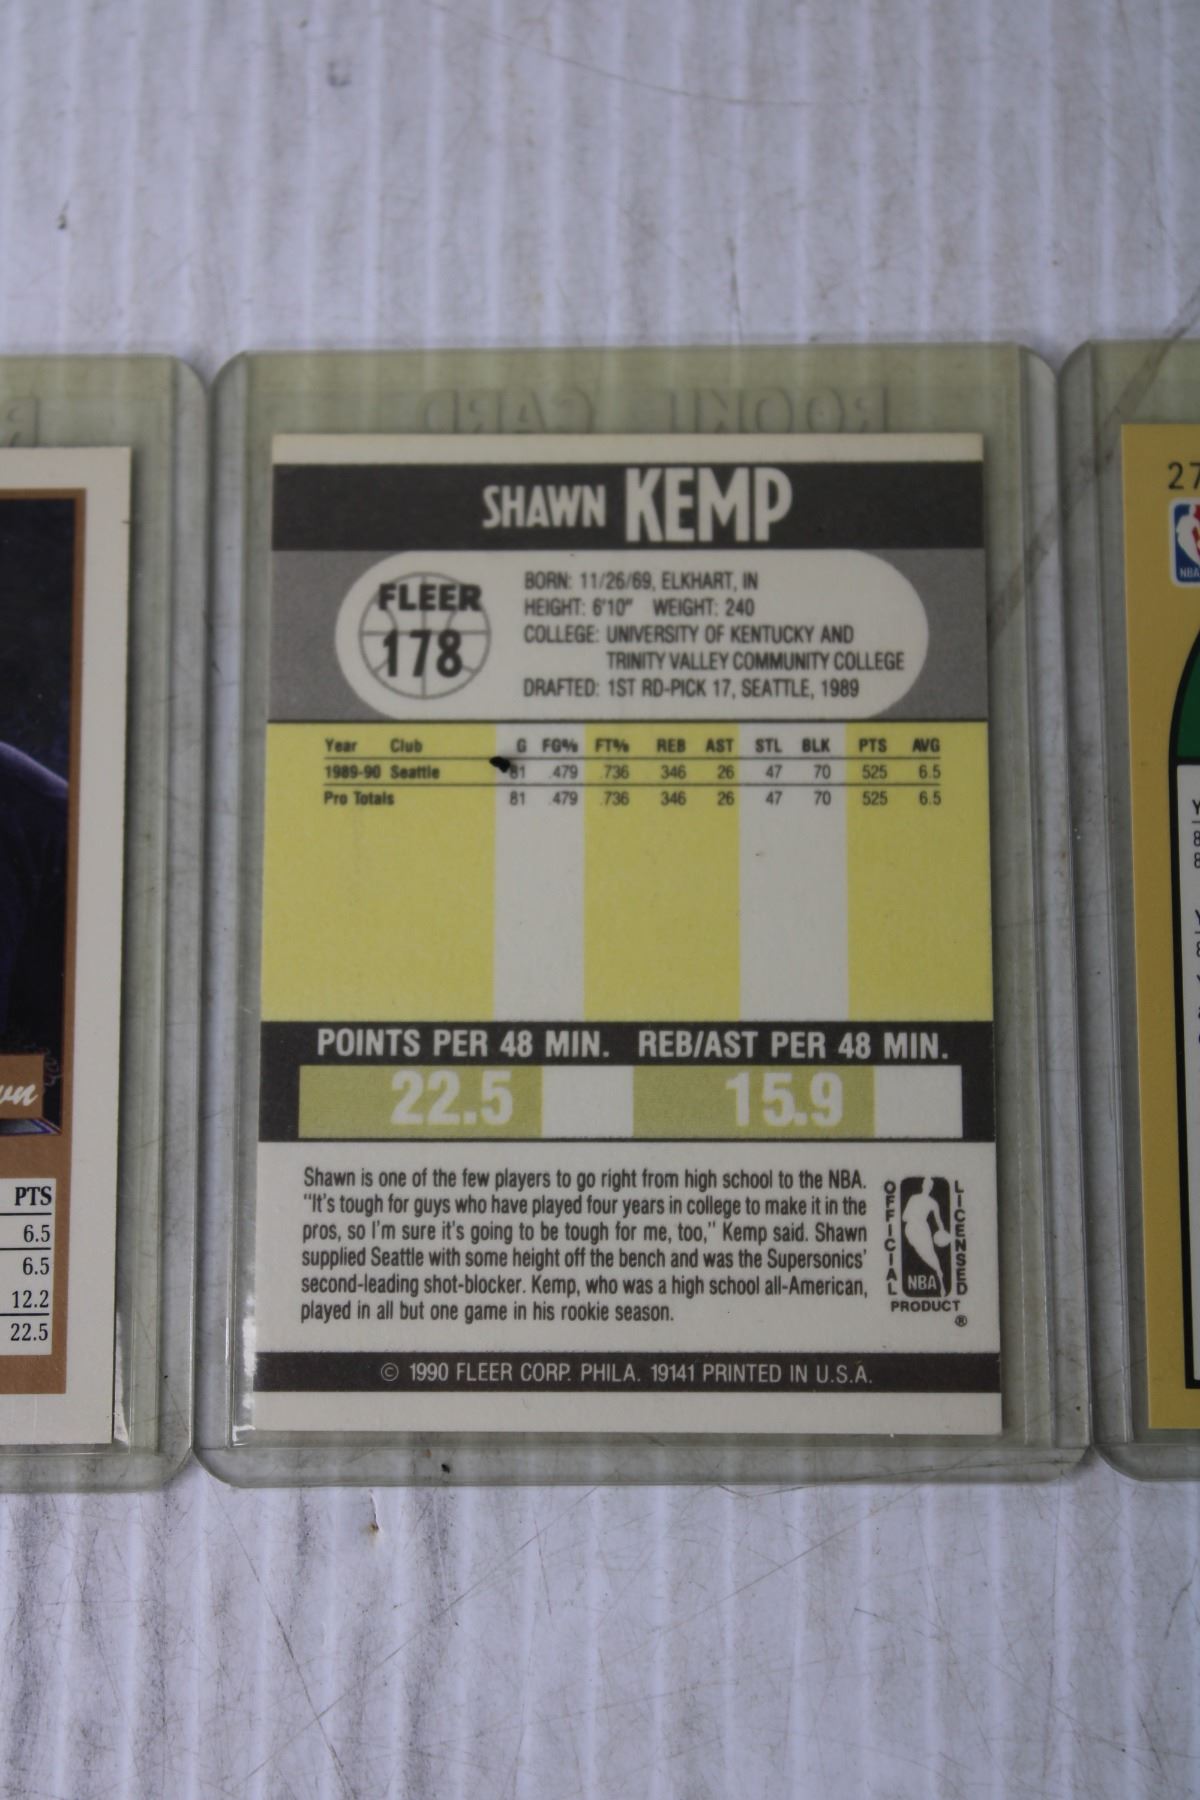 ROOKIE CARD
SHAWN KEMP
FLEER
178
BORN: 11/26/69, ELKHART, IN
HEIGHT: 6'10" WEIGHT: 240
COLLEGE: UNIVERSITY OF KENTUCKY AND
TRINITY VALLEY COMMUNITY COLLEGE
DRAFTED: 1ST RD-PICK 17, SEATTLE, 1989
Year Club G FG% FT% REB AST STL BLK PTS AVG
1989-90 Seattle 81 .479 .736 346 26 47 70 525 6.5
Pro Totals 81 .479 .736 346 26 47 70 525 6.5
POINTS PER 48 MIN. REB/AST PER 48 MIN.
22.5 15.9
Shawn is one of the few players to go right from high school to the NBA.
"It's tough for guys who have played four years in college to make it in the
pros, so I'm sure it's going to be tough for me, too," Kemp said. Shawn
supplied Seattle with some height off the bench and was the Supersonics'
second-leading shot-blocker. Kemp, who was a high school all-American,
played in all but one game in his rookie season.
OFFICIAL LICENSED
NBA
PRODUCT
®
© 1990 FLEER CORP. PHILA. 19141 PRINTED IN U.S.A.
PTS
6.5
6.5
12.2
22.5
27
NBA